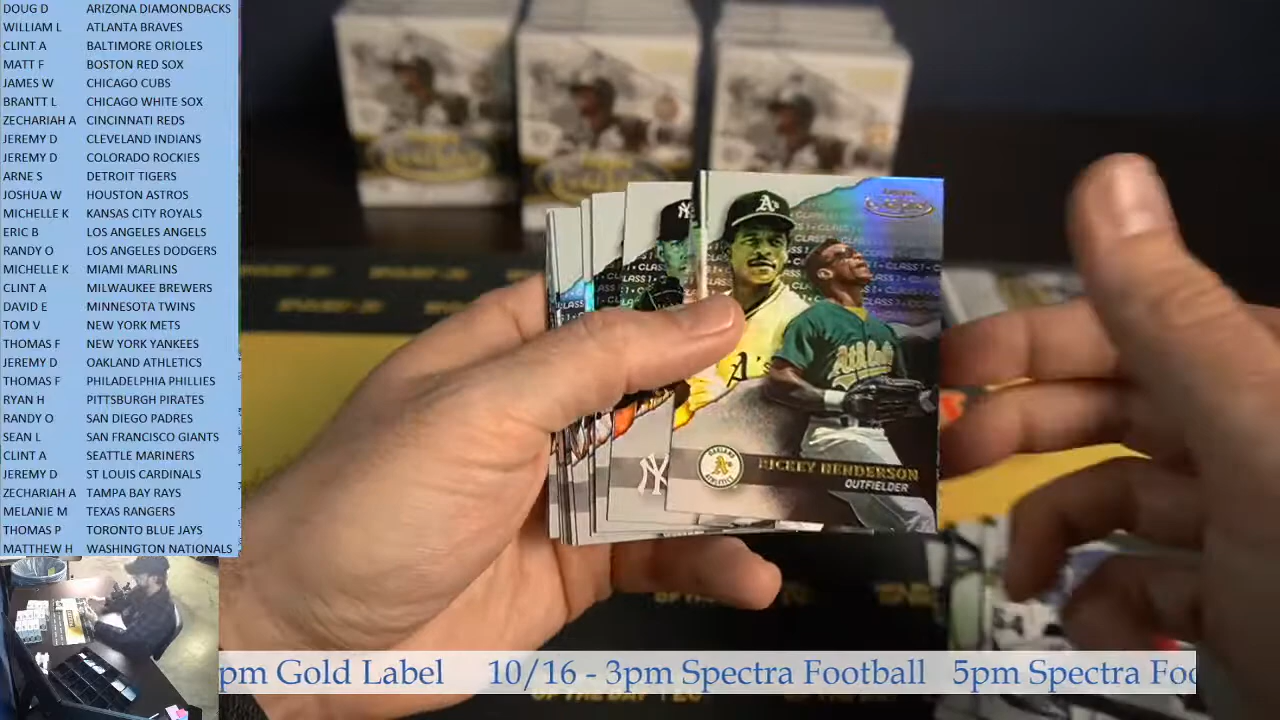 DOUG D ARIZONA DIAMONDBACKS
WILLIAM L ATLANTA BRAVES
CLINT A BALTIMORE ORIOLES
MATT F BOSTON RED SOX
JAMES W CHICAGO CUBS
BRANTT L CHICAGO WHITE SOX
ZECHARIAH A CINCINNATI REDS
JEREMY D CLEVELAND INDIANS
JEREMY D COLORADO ROCKIES
ARNE S DETROIT TIGERS
JOSHUA W HOUSTON ASTROS
MICHELLE K KANSAS CITY ROYALS
ERIC B LOS ANGELES ANGELS
RANDY O LOS ANGELES DODGERS
MICHELLE K MIAMI MARLINS
CLINT A MILWAUKEE BREWERS
DAVID E MINNESOTA TWINS
TOM V NEW YORK METS
THOMAS F NEW YORK YANKEES
JEREMY D OAKLAND ATHLETICS
THOMAS F PHILADELPHIA PHILLIES
RYAN H PITTSBURGH PIRATES
RANDY O SAN DIEGO PADRES
SEAN L SAN FRANCISCO GIANTS
CLINT A SEATTLE MARINERS
JEREMY D ST LOUIS CARDINALS
ZECHARIAH A TAMPA BAY RAYS
MELANIE M TEXAS RANGERS
THOMAS P TORONTO BLUE JAYS
MATTHEW H WASHINGTON NATIONALS
A's
CLASS 1 • CLASS 1
A's
Athletics
RICKEY HENDERSON
OUTFIELDER
NY
pm Gold Label 10/16 - 3pm Spectra Football 5pm Spectra Foo